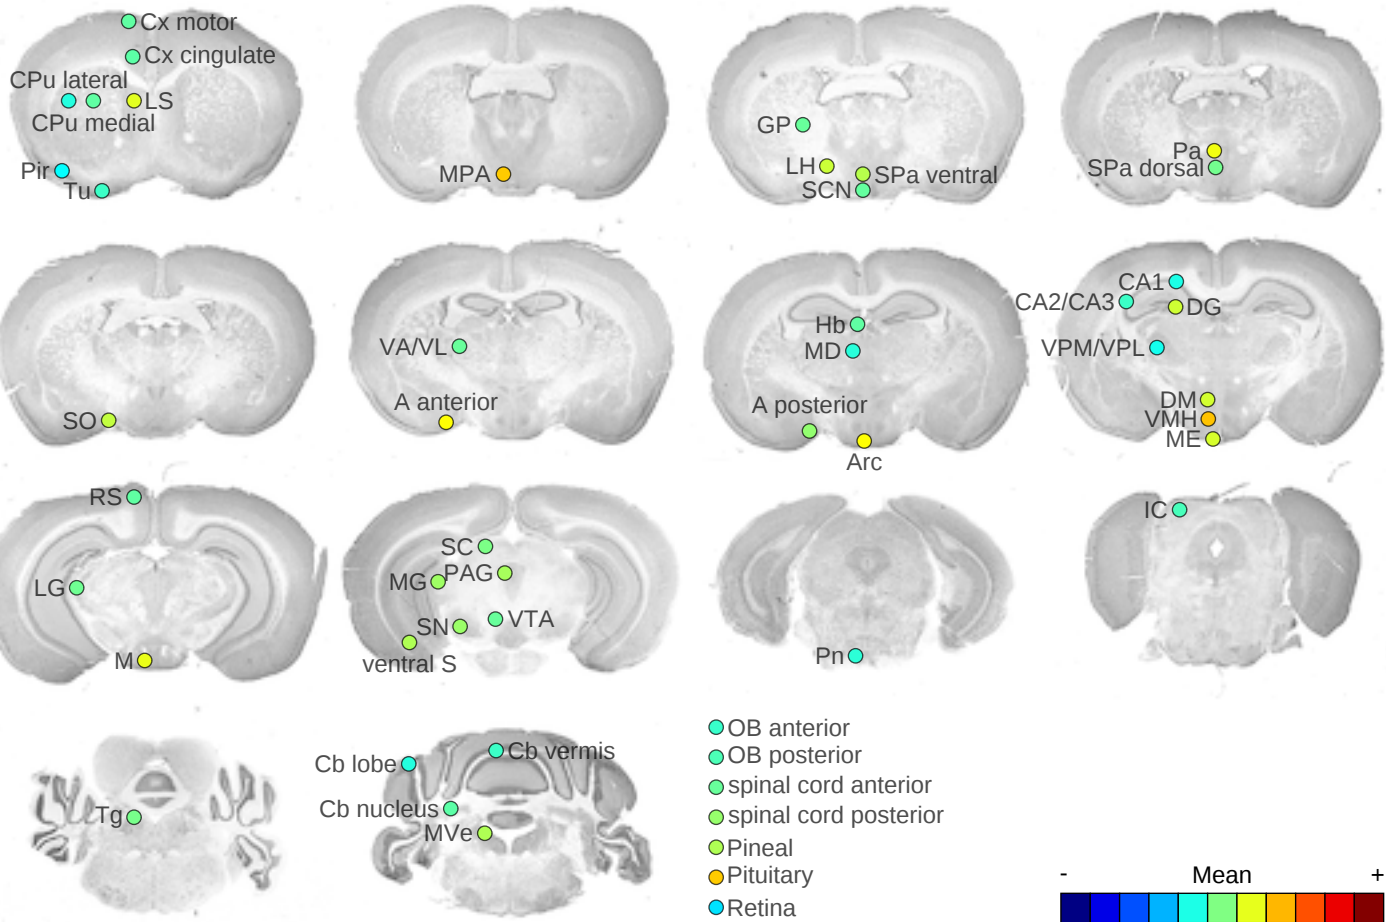 Cx motor
Cx cingulate
CPu lateral
LS
CPu medial
Pir
Tu
MPA
GP
LH
SPa ventral
SCN
Pa
SPa dorsal
SO
VA/VL
A anterior
Hb
MD
A posterior
Arc
CA1
CA2/CA3
DG
VPM/VPL
DM
VMH
ME
RS
LG
M
SC
PAG
MG
VTA
SN
ventral S
Pn
IC
Tg
Cb vermis
Cb lobe
Cb nucleus
MVe
OB anterior
OB posterior
spinal cord anterior
spinal cord posterior
Pineal
Pituitary
Retina
- Mean +